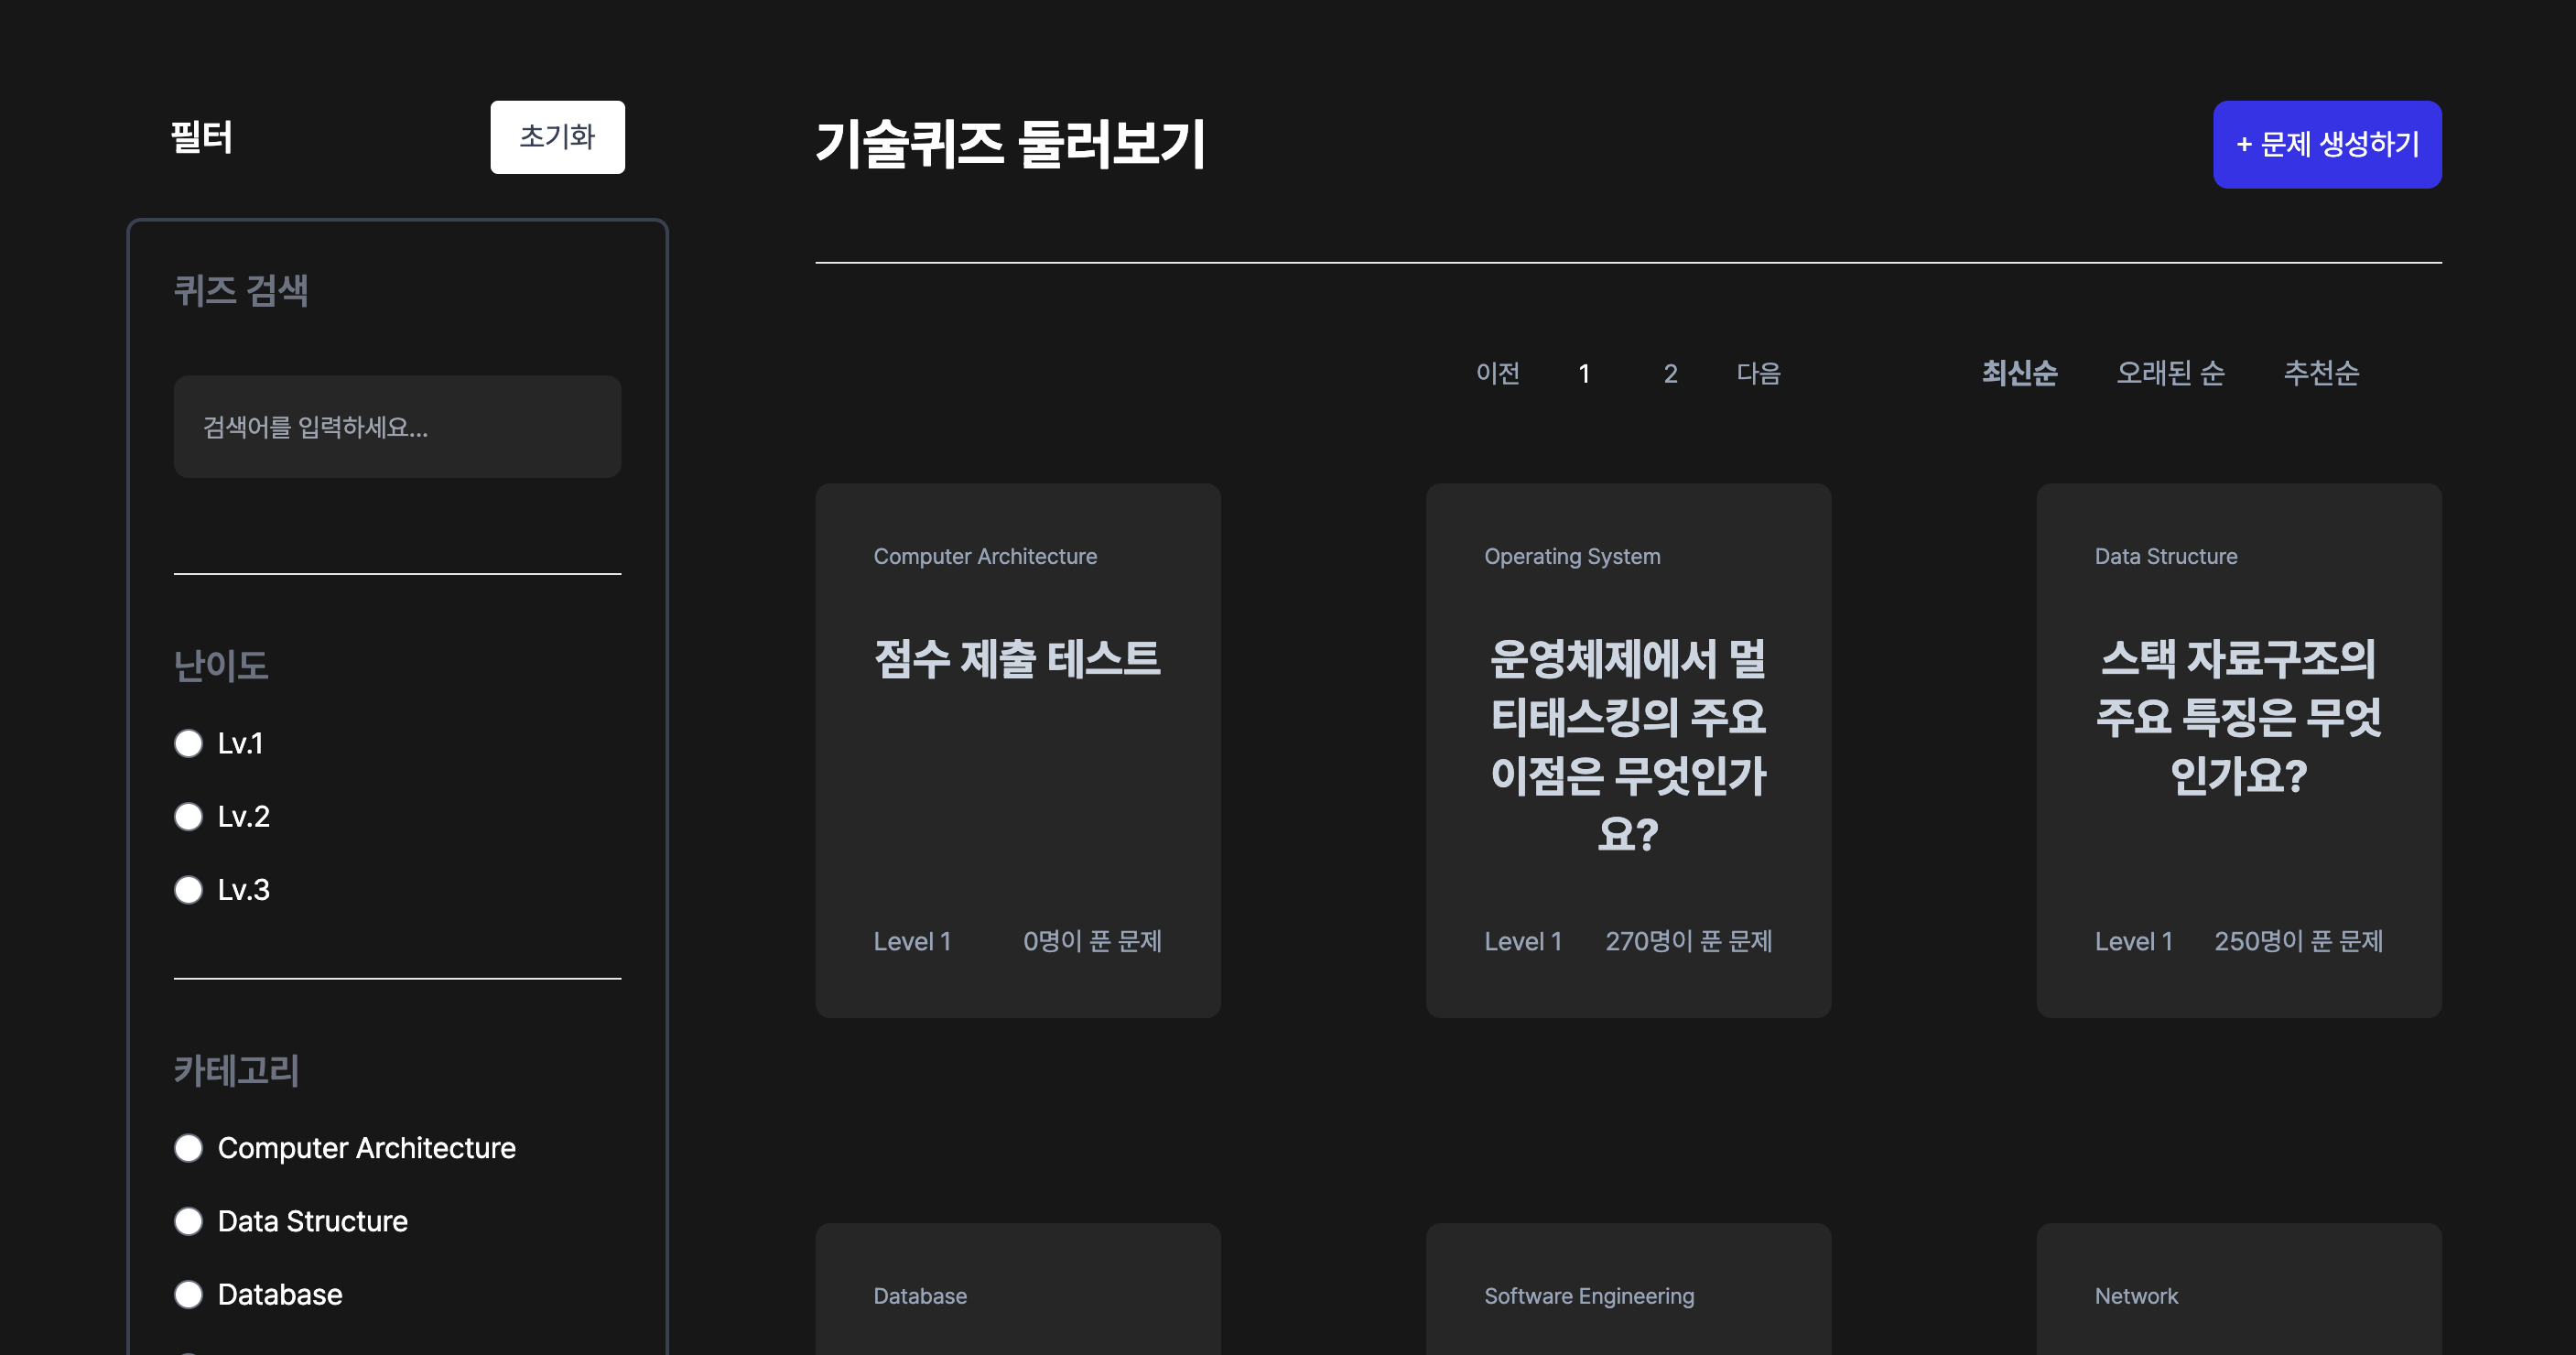 필터
초기화
퀴즈 검색
검색어를 입력하세요...
난이도
Lv.1
Lv.2
Lv.3
카테고리
Computer Architecture
Data Structure
Database
기술퀴즈 둘러보기
+ 문제 생성하기
이전 1 2 다음
최신순 오래된 순 추천순
Computer Architecture
점수 제출 테스트
Level 1 0명이 푼 문제
Operating System
운영체제에서 멀
티태스킹의 주요
이점은 무엇인가
요?
Level 1 270명이 푼 문제
Data Structure
스택 자료구조의
주요 특징은 무엇
인가요?
Level 1 250명이 푼 문제
Database
Software Engineering
Network